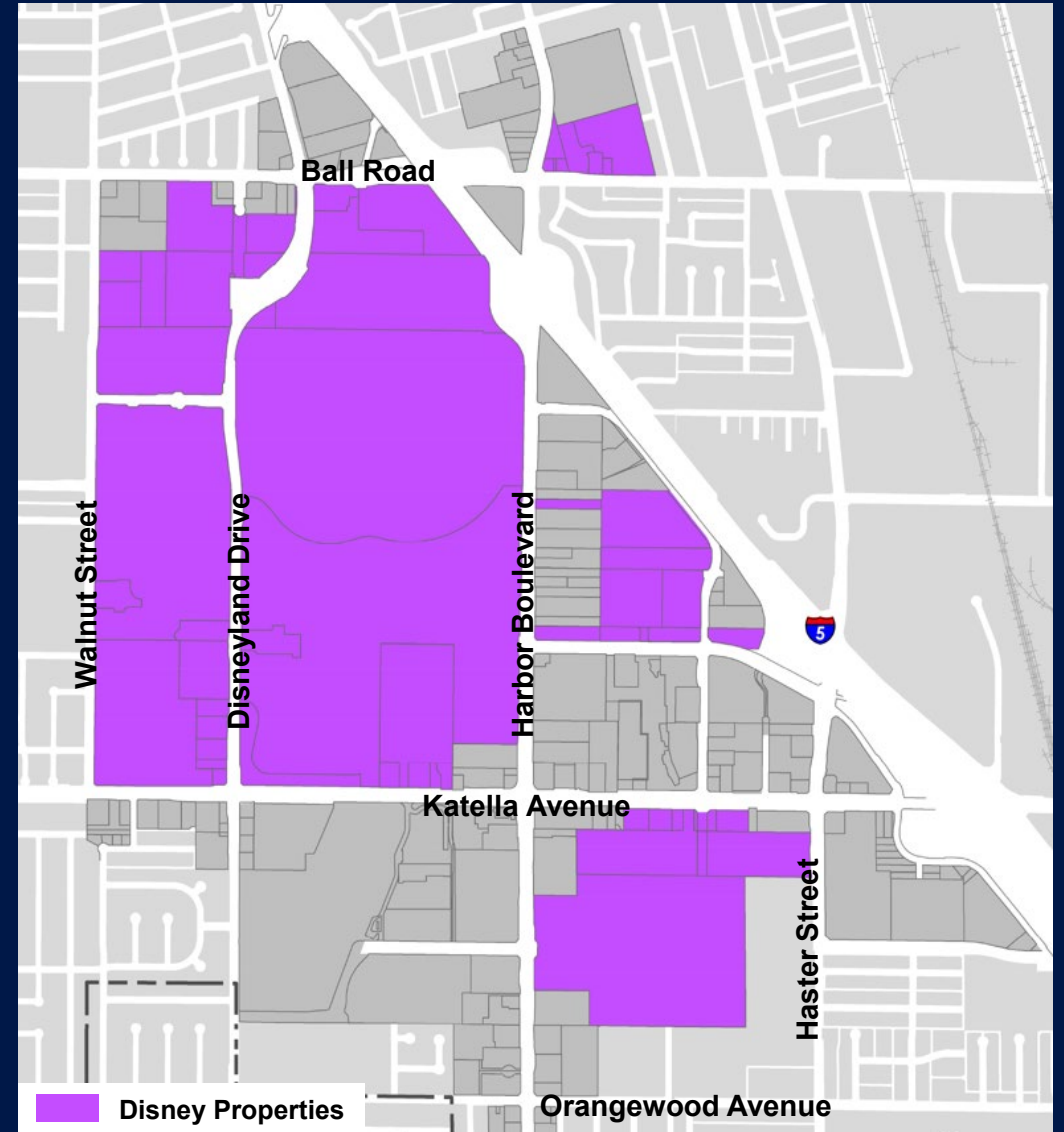 Ball Road
Walnut Street
Disneyland Drive
Harbor Boulevard
5
Katella Avenue
Haster Street
Disney Properties
Orangewood Avenue